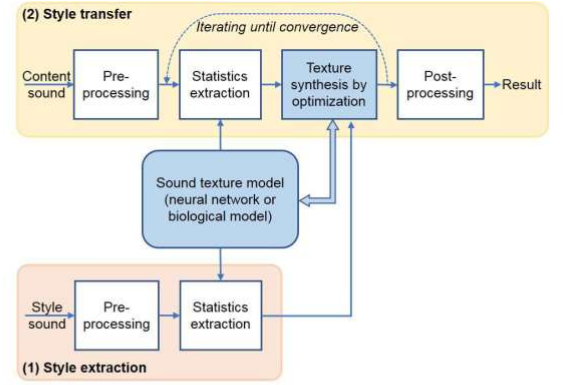 (2) Style transfer
Iterating until convergence
Content
sound
Pre-
processing
Statistics
extraction
Texture
synthesis by
optimization
Post-
processing
Result
Sound texture model
(neural network or
biological model)
Style
sound
Pre-
processing
Statistics
extraction
(1) Style extraction